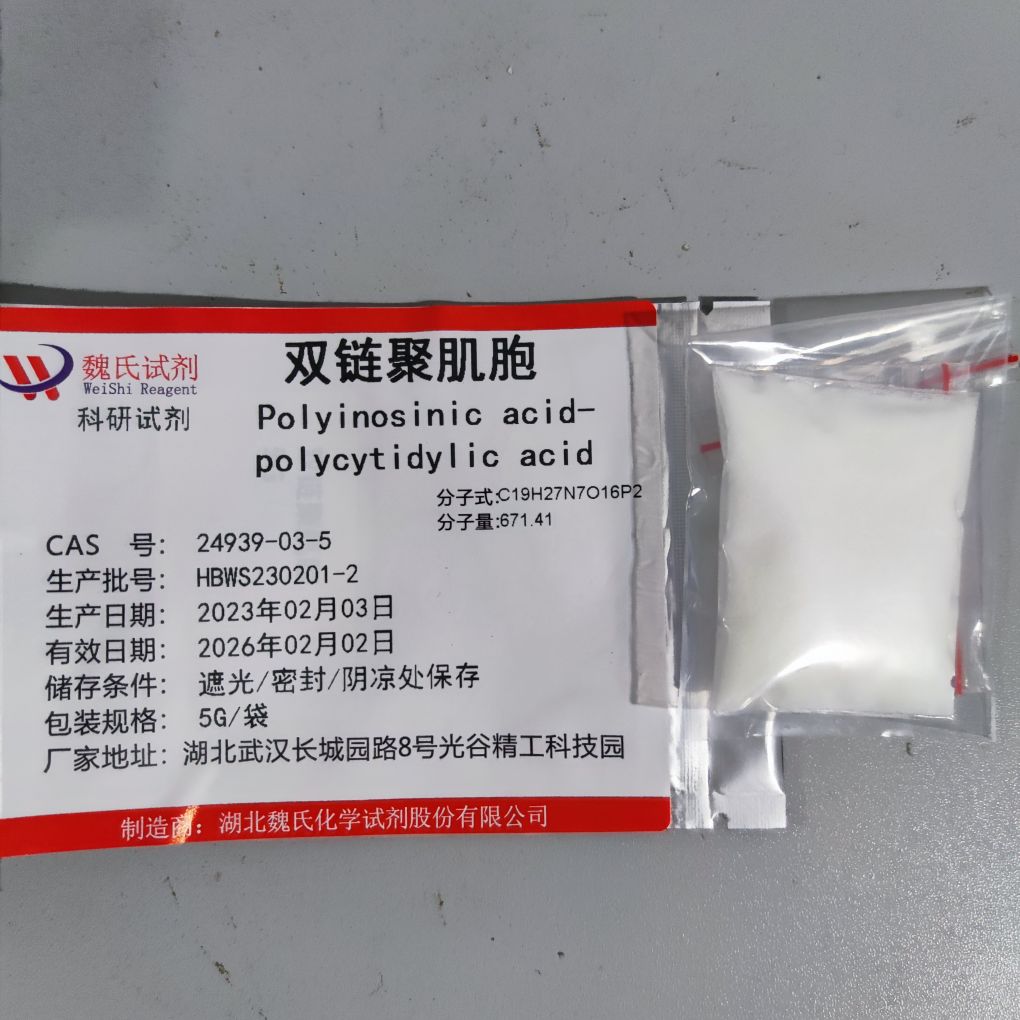 魏氏试剂
WeiShi Reagent
科研试剂
双链聚肌胞
Polyinosinic acid-
polycytidylic acid
分子式:C19H27N7O16P2
分子量:671.41
CAS 号: 24939-03-5
生产批号: HBWS230201-2
生产日期: 2023年02月03日
有效日期: 2026年02月02日
储存条件: 遮光/密封/阴凉处保存
包装规格: 5G/袋
厂家地址: 湖北武汉长城园路8号光谷精工科技园
制造商: 湖北魏氏化学试剂股份有限公司